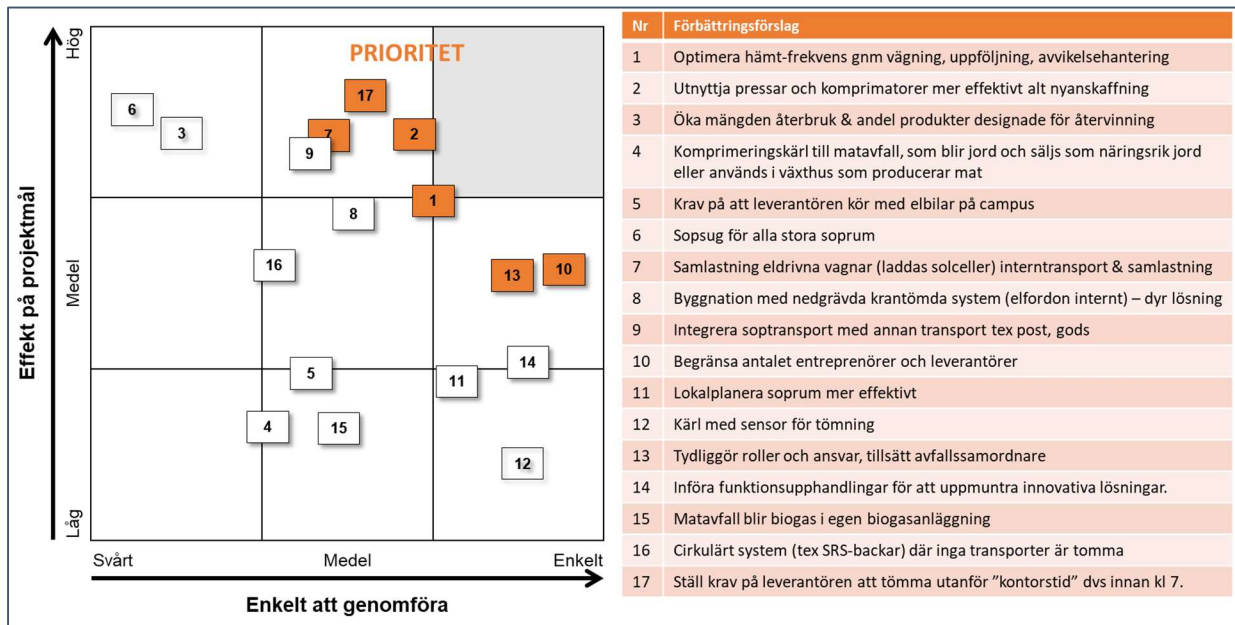 Effekt på projektmål
Hög
Medel
Låg
PRIORITET
17
6
3
7
2
9
1
8
16
13
10
14
5
11
4
15
12
Svårt
Medel
Enkelt
Enkelt att genomföra
Nr Förbättringsförslag
1 Optimera hämt-frekvens gnm vägning, uppföljning, avvikelsehantering
2 Utnyttja pressar och komprimatorer mer effektivt alt nyanskaffning
3 Öka mängden återbruk & andel produkter designade för återvinning
4 Komprimeringskärl till matavfall, som blir jord och säljs som näringsrik jord
eller används i växthus som producerar mat
5 Krav på att leverantören kör med elbilar på campus
6 Sopsug för alla stora soprum
7 Samlastning eldrivna vagnar (laddas solceller) interntransport & samlastning
8 Byggnation med nedgrävda krantömda system (elfordon internt) – dyr lösning
9 Integrera soptransport med annan transport tex post, gods
10 Begränsa antalet entreprenörer och leverantörer
11 Lokalplanera soprum mer effektivt
12 Kärl med sensor för tömning
13 Tydliggör roller och ansvar, tillsätt avfallssamordnare
14 Införa funktionsupphandlingar för att uppmuntra innovativa lösningar.
15 Matavfall blir biogas i egen biogasanläggning
16 Cirkulärt system (tex SRS-backar) där inga transporter är tomma
17 Ställ krav på leverantören att tömma utanför ”kontorstid” dvs innan kl 7.